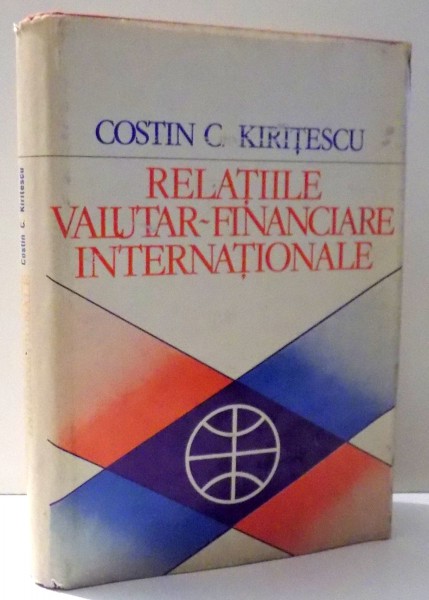 COSTIN C. KIRIȚESCU
RELAȚIILE
VALUTAR-FINANCIARE
INTERNAȚIONALE
Costin C. Kirițescu